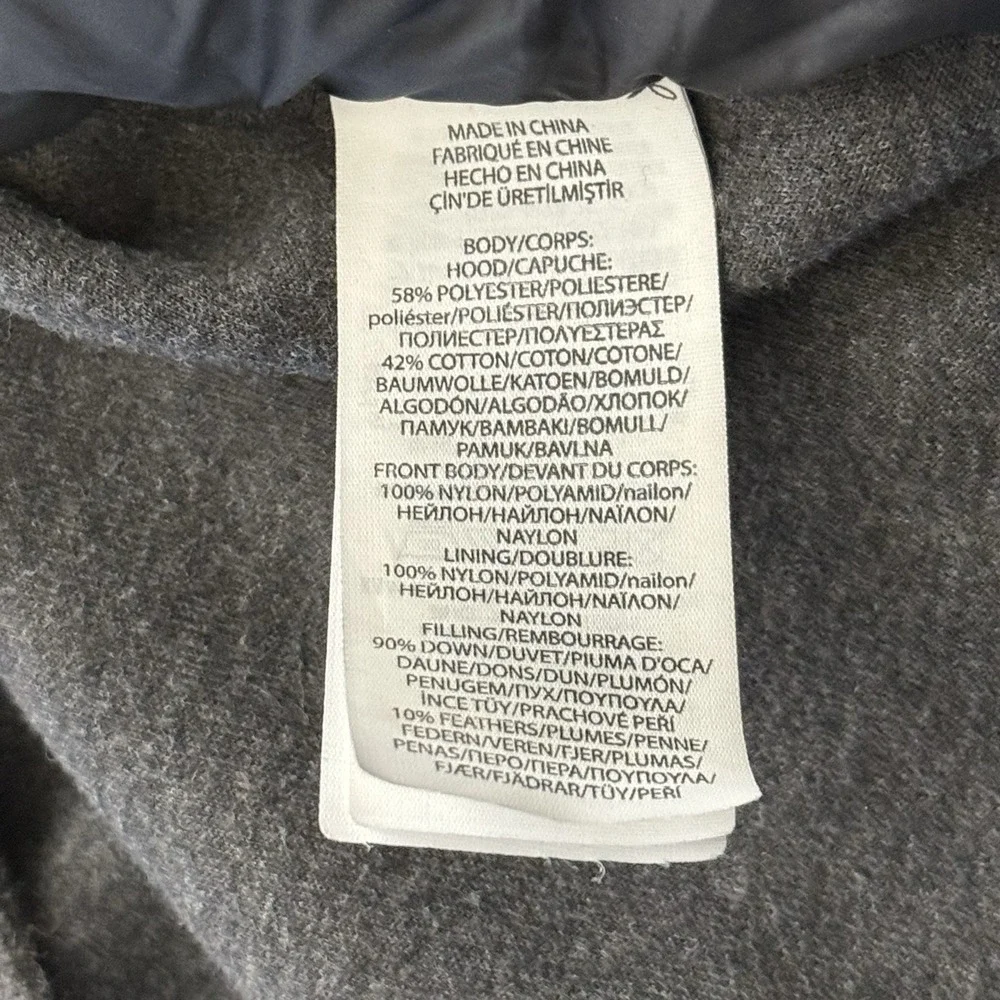 MADE IN CHINA
FABRIQUÉ EN CHINE
HECHO EN CHINA
ÇİN'DE ÜRETİLMİŞTİR
BODY/CORPS:
HOOD/CAPUCHE:
58% POLYESTER/POLIESTERE/
poliéster/POLIÉSTER/ПОЛИЭСТЕР/
ПОЛИЕСТЕР/ΠΟΛΥΕΣΤΕΡΑΣ
42% COTTON/COTON/COTONE/
BAUMWOLLE/KATOEN/BOMULD/
ALGODÓN/ALGODÃO/ХЛОПОК/
ПАМУК/ΒΑΜΒΑΚΙ/BOMULL/
PAMUK/BAVLNA
FRONT BODY/DEVANT DU CORPS:
100% NYLON/POLYAMID/nailon/
НЕЙЛОН/НАЙЛОН/ΝΑΪΛΟΝ/
NAYLON
LINING/DOUBLURE:
100% NYLON/POLYAMID/nailon/
НЕЙЛОН/НАЙЛОН/ΝΑΪΛΟΝ/
NAYLON
FILLING/REMBOURRAGE:
90% DOWN/DUVET/PIUMA D'OCA/
DAUNE/DONS/DUN/PLUMÓN/
PENUGEM/ПУХ/ΠΟΥΠΟΥΛΑ/
İNCE TÜY/PRACHOVÉ PEŘÍ
10% FEATHERS/PLUMES/PENNE/
FEDERN/VEREN/FJER/PLUMAS/
PENAS/ПЕРО/ПЕРА/ΠΟΥΠΟΥΛΑ/
FJÆR/FJÄDRAR/TÜY/PEŘÍ